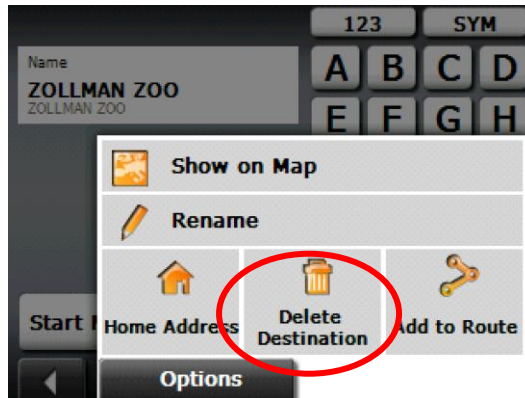 123 SYM
Name
ZOLLMAN ZOO
ZOLLMAN ZOO
A B C D
E F G H
Show on Map
Rename
Home Address
Delete
Destination
Add to Route
Start
Options